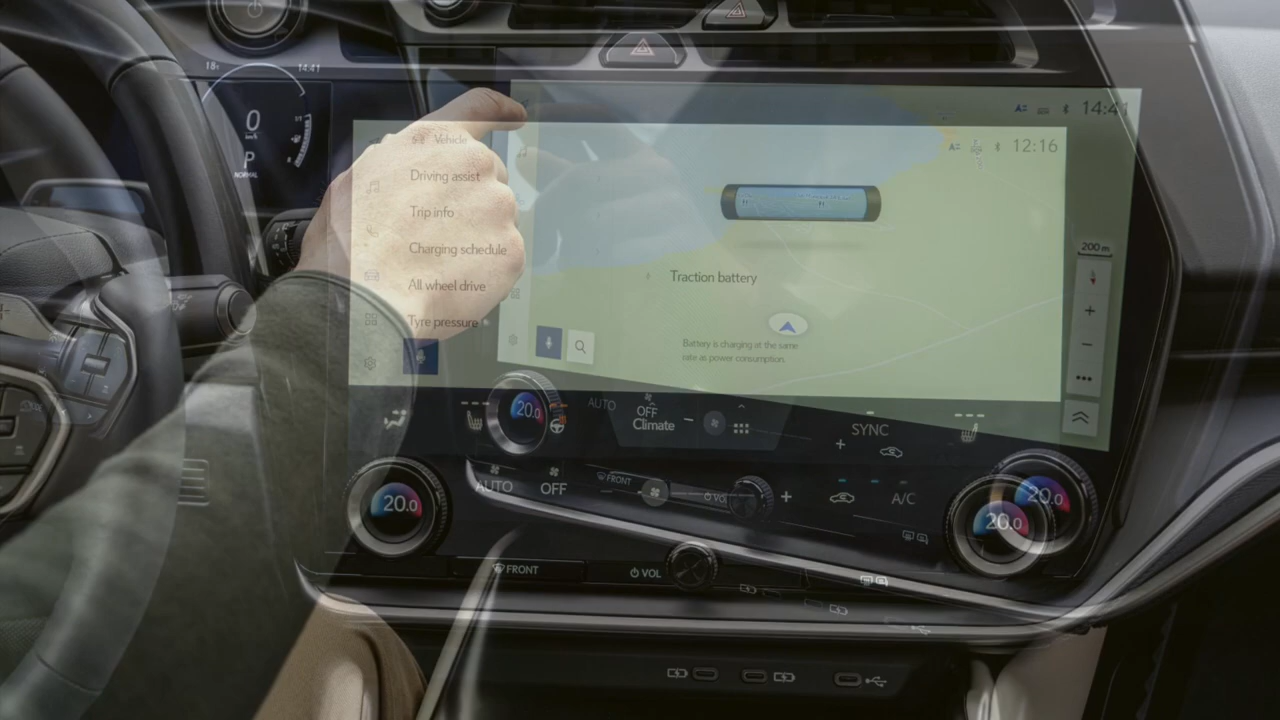 18°
14:41
0
km/h
P
NORMAL
14:41
12:16
Vehicle
Driving assist
Trip info
Charging schedule
All wheel drive
Tyre pressure
Traction battery
Battery is charging at the same
rate as power consumption.
200 m
+
−
•••
20.0
AUTO
OFF
Climate
−
SYNC
+
20.0
AUTO
OFF
FRONT
VOL
+
A/C
20.0
20.0
FRONT
VOL